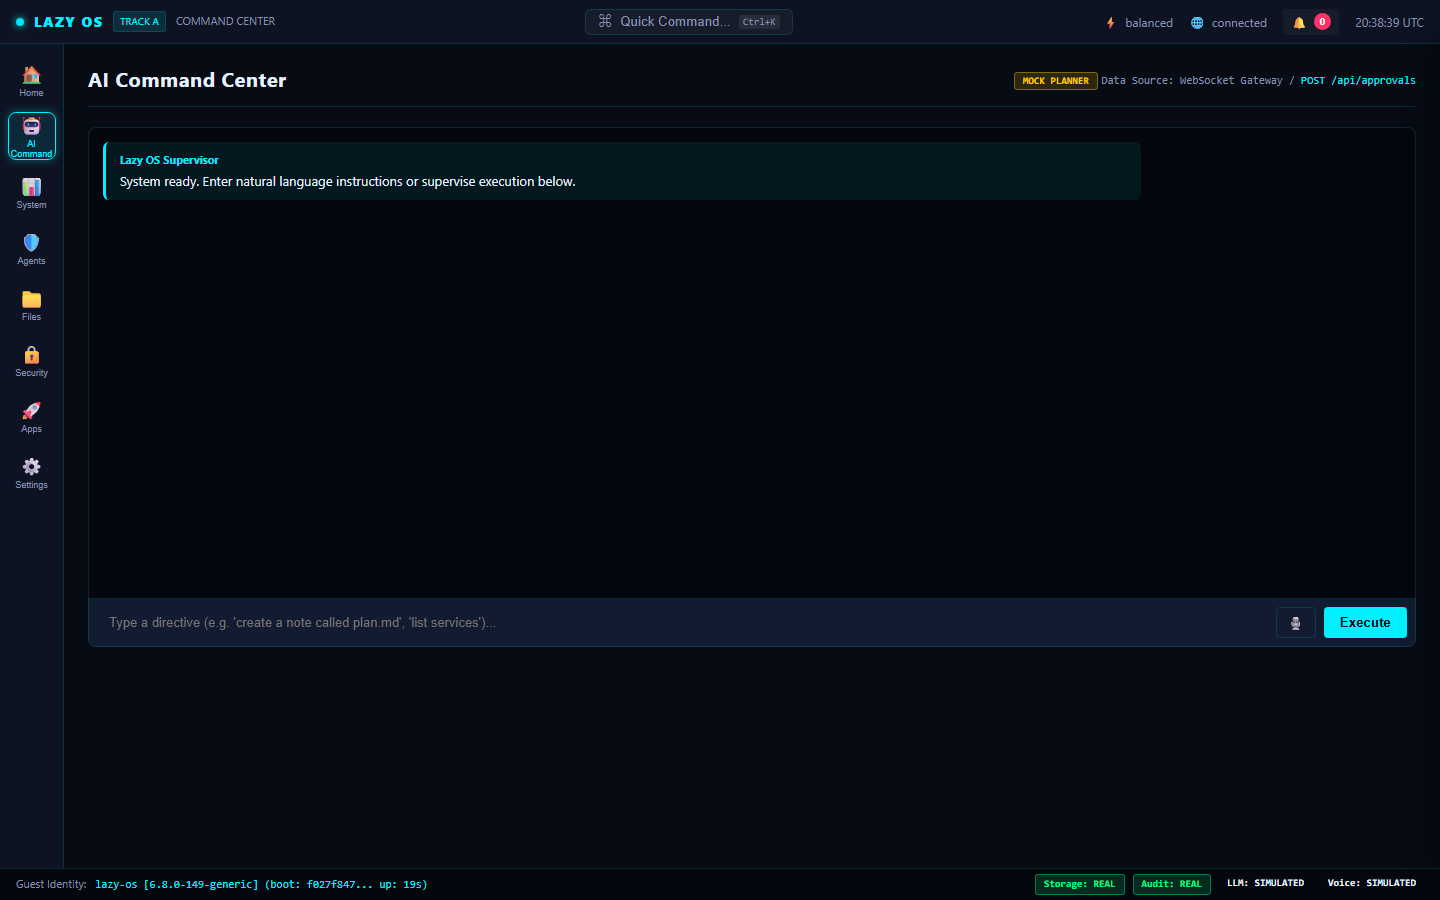 LAZY OS TRACK A COMMAND CENTER
⌘ Quick Command... Ctrl+K
balanced connected 0 20:38:39 UTC
Home
AI
Command
System
Agents
Files
Security
Apps
Settings
AI Command Center
MOCK PLANNER Data Source: WebSocket Gateway / POST /api/approvals
Lazy OS Supervisor
System ready. Enter natural language instructions or supervise execution below.
Type a directive (e.g. 'create a note called plan.md', 'list services')...
Execute
Guest Identity: lazy-os [6.8.0-149-generic] (boot: f027f847... up: 19s)
Storage: REAL Audit: REAL LLM: SIMULATED Voice: SIMULATED